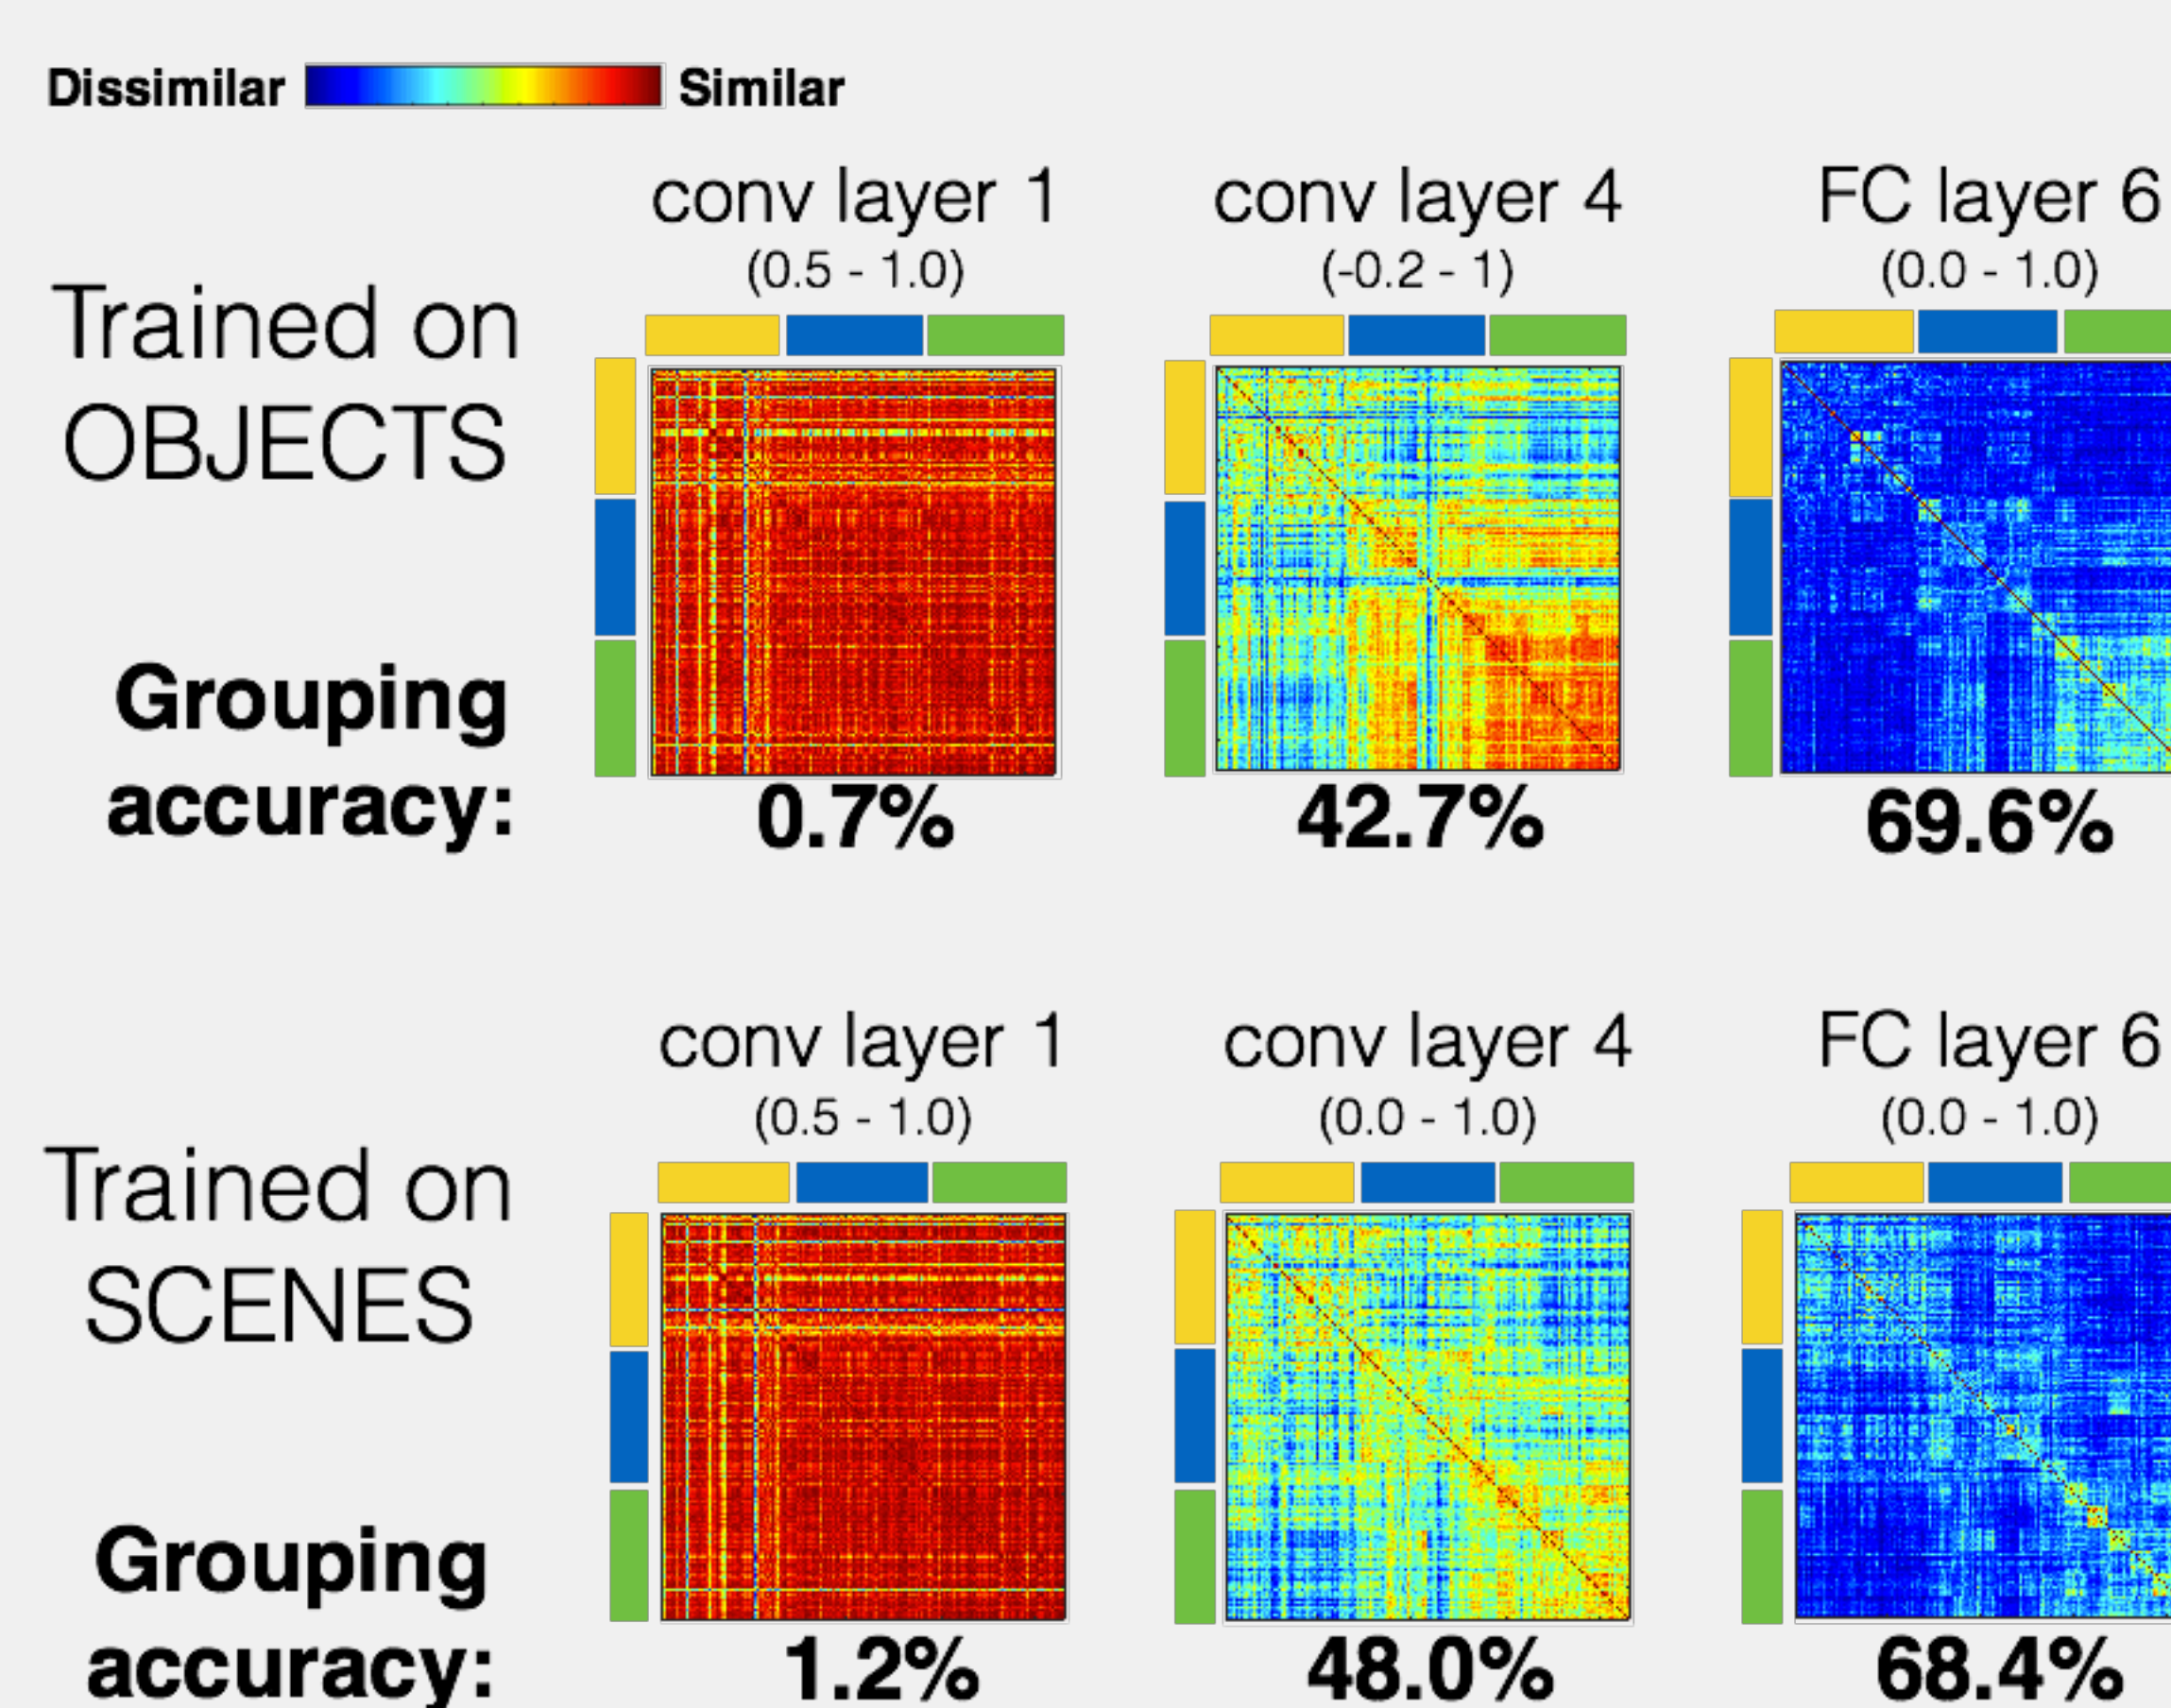 Dissimilar Similar
conv layer 1 conv layer 4 FC layer 6
(0.5 - 1.0) (-0.2 - 1) (0.0 - 1.0)
Trained on
OBJECTS
Grouping
accuracy: 0.7% 42.7% 69.6%
conv layer 1 conv layer 4 FC layer 6
(0.5 - 1.0) (0.0 - 1.0) (0.0 - 1.0)
Trained on
SCENES
Grouping
accuracy: 1.2% 48.0% 68.4%